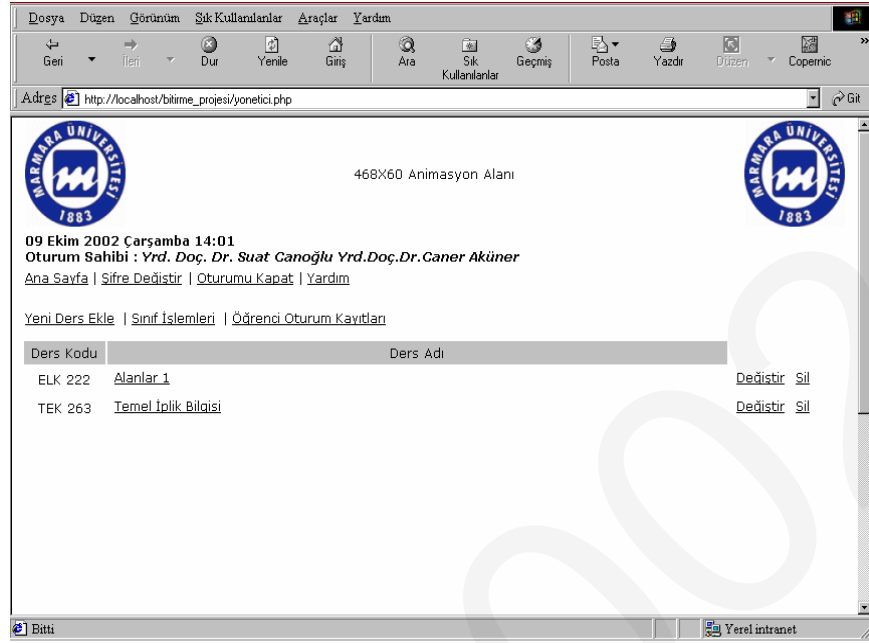 Dosya Düzen Görünüm Sık Kullanılanlar Araçlar Yardım
Geri İleri Dur Yenile Giriş Ara Sık Kullanılanlar Geçmiş Posta Yazdır Düzen Copernic »
Adres http://localhost/bitirme_projesi/yonetici.php Git
MARMARA ÜNİVERSİTESİ m 1883
468X60 Animasyon Alanı
MARMARA ÜNİVERSİTESİ m 1883
09 Ekim 2002 Çarşamba 14:01
Oturum Sahibi : Yrd. Doç. Dr. Suat Canoğlu Yrd.Doç.Dr.Caner Aküner
Ana Sayfa | Şifre Değiştir | Oturumu Kapat | Yardım
Yeni Ders Ekle | Sınıf İşlemleri | Öğrenci Oturum Kayıtları
Ders Kodu Ders Adı
ELK 222 Alanlar 1 Değiştir Sil
TEK 263 Temel İplik Bilgisi Değiştir Sil
Bitti Yerel intranet